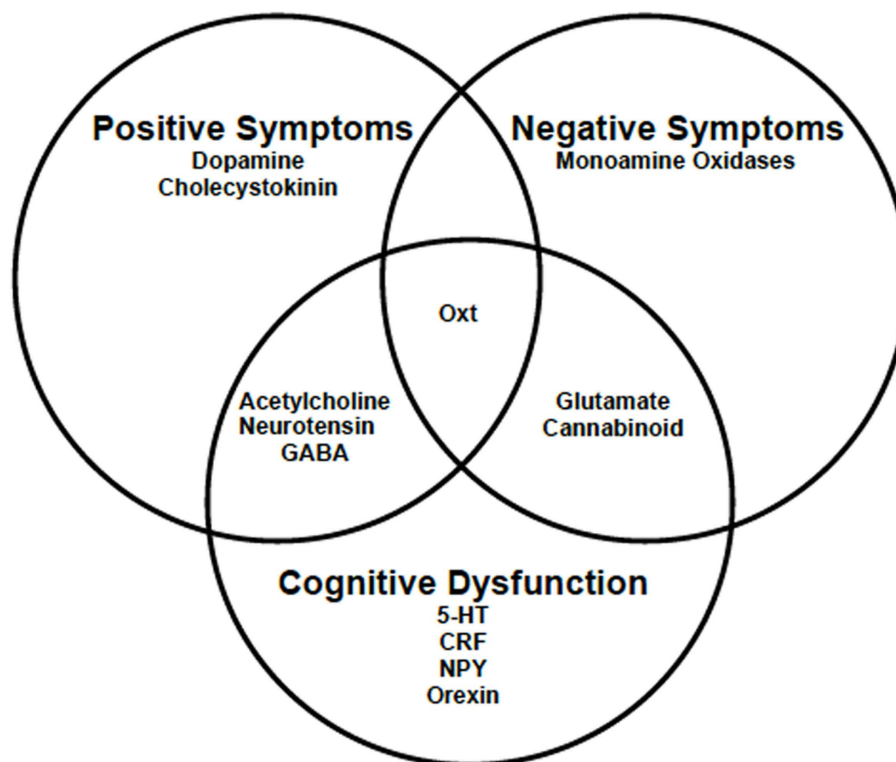 Positive Symptoms
Dopamine
Cholecystokinin
Negative Symptoms
Monoamine Oxidases
Oxt
Acetylcholine
Neurotensin
GABA
Glutamate
Cannabinoid
Cognitive Dysfunction
5-HT
CRF
NPY
Orexin